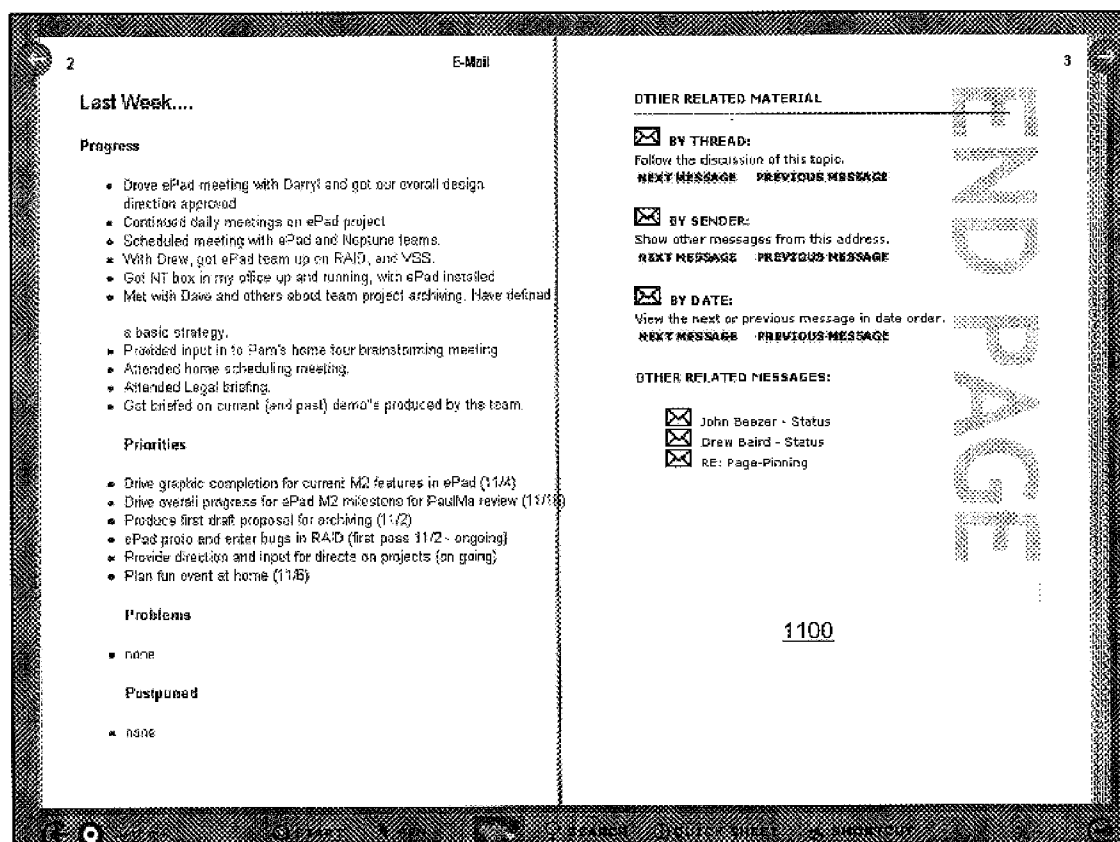 2
E-Mail
Last Week....
Progress
Drove ePad meeting with Darryl and got our overall design
direction approved
Continued daily meetings on ePad project
Scheduled meeting with ePad and Neptune teams.
With Drew, got ePad team up on RAID, and VSS.
Got NT box in my office up and running, with ePad installed
Met with Dave and others about team project archiving. Have defined
a basic strategy.
Provided input in to Pam's home tour brainstorming meeting
Attended home scheduling meeting.
Attended Legal briefing.
Got briefed on current (and past) demo"s produced by the team.
Priorities
Drive graphic completion for current M2 features in ePad (11/4)
Drive overall progress for ePad M2 milestone for PaulMa review
Produce first draft proposal for archiving (11/2)
ePad proto and enter bugs in RAID (first pass 11/2 - ongoing)
Provide direction and input for directs on projects (on going)
Plan fun event at home (11/6)
Problems
none
Postponed
none
3
OTHER RELATED MATERIAL
BY THREAD:
Follow the discussion of this topic.
NEXT MESSAGE PREVIOUS MESSAGE
BY SENDER:
Show other messages from this address.
NEXT MESSAGE PREVIOUS MESSAGE
BY DATE:
View the next or previous message in date order.
NEXT MESSAGE PREVIOUS MESSAGE
OTHER RELATED MESSAGES:
John Beezer - Status
Drew Baird - Status
RE: Page-Pinning
END PAGE
1100
SEARCH QUICK SHEET SHORTCUT